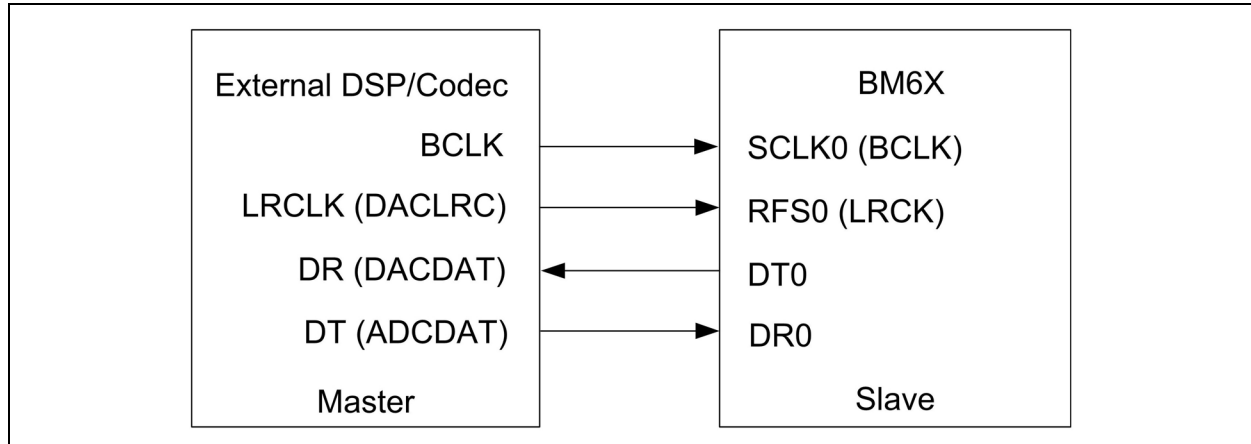 External DSP/Codec
BCLK
LRCLK (DACLRC)
DR (DACDAT)
DT (ADCDAT)
Master
BM6X
SCLK0 (BCLK)
RFS0 (LRCK)
DT0
DR0
Slave